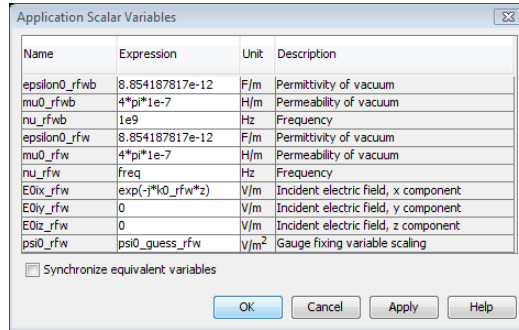 Application Scalar Variables
Name Expression Unit Description
epsilon0_rfwb 8.854187817e-12 F/m Permittivity of vacuum
mu0_rfwb 4*pi*1e-7 H/m Permeability of vacuum
nu_rfwb 1e9 Hz Frequency
epsilon0_rfw 8.854187817e-12 F/m Permittivity of vacuum
mu0_rfw 4*pi*1e-7 H/m Permeability of vacuum
nu_rfw freq Hz Frequency
E0ix_rfw exp(-j*k0_rfw*z) V/m Incident electric field, x component
E0iy_rfw 0 V/m Incident electric field, y component
E0iz_rfw 0 V/m Incident electric field, z component
psi0_rfw psi0_guess_rfw V/m² Gauge fixing variable scaling
Synchronize equivalent variables
OK Cancel Apply Help